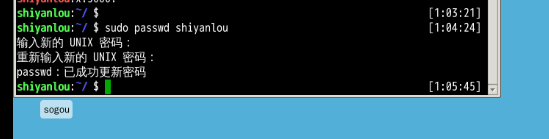 shiyanlou:~/ $ [1:03:21]
shiyanlou:~/ $ sudo passwd shiyanlou [1:04:24]
输入新的 UNIX 密码：
重新输入新的 UNIX 密码：
passwd：已成功更新密码
shiyanlou:~/ $ [1:05:45]
sogou